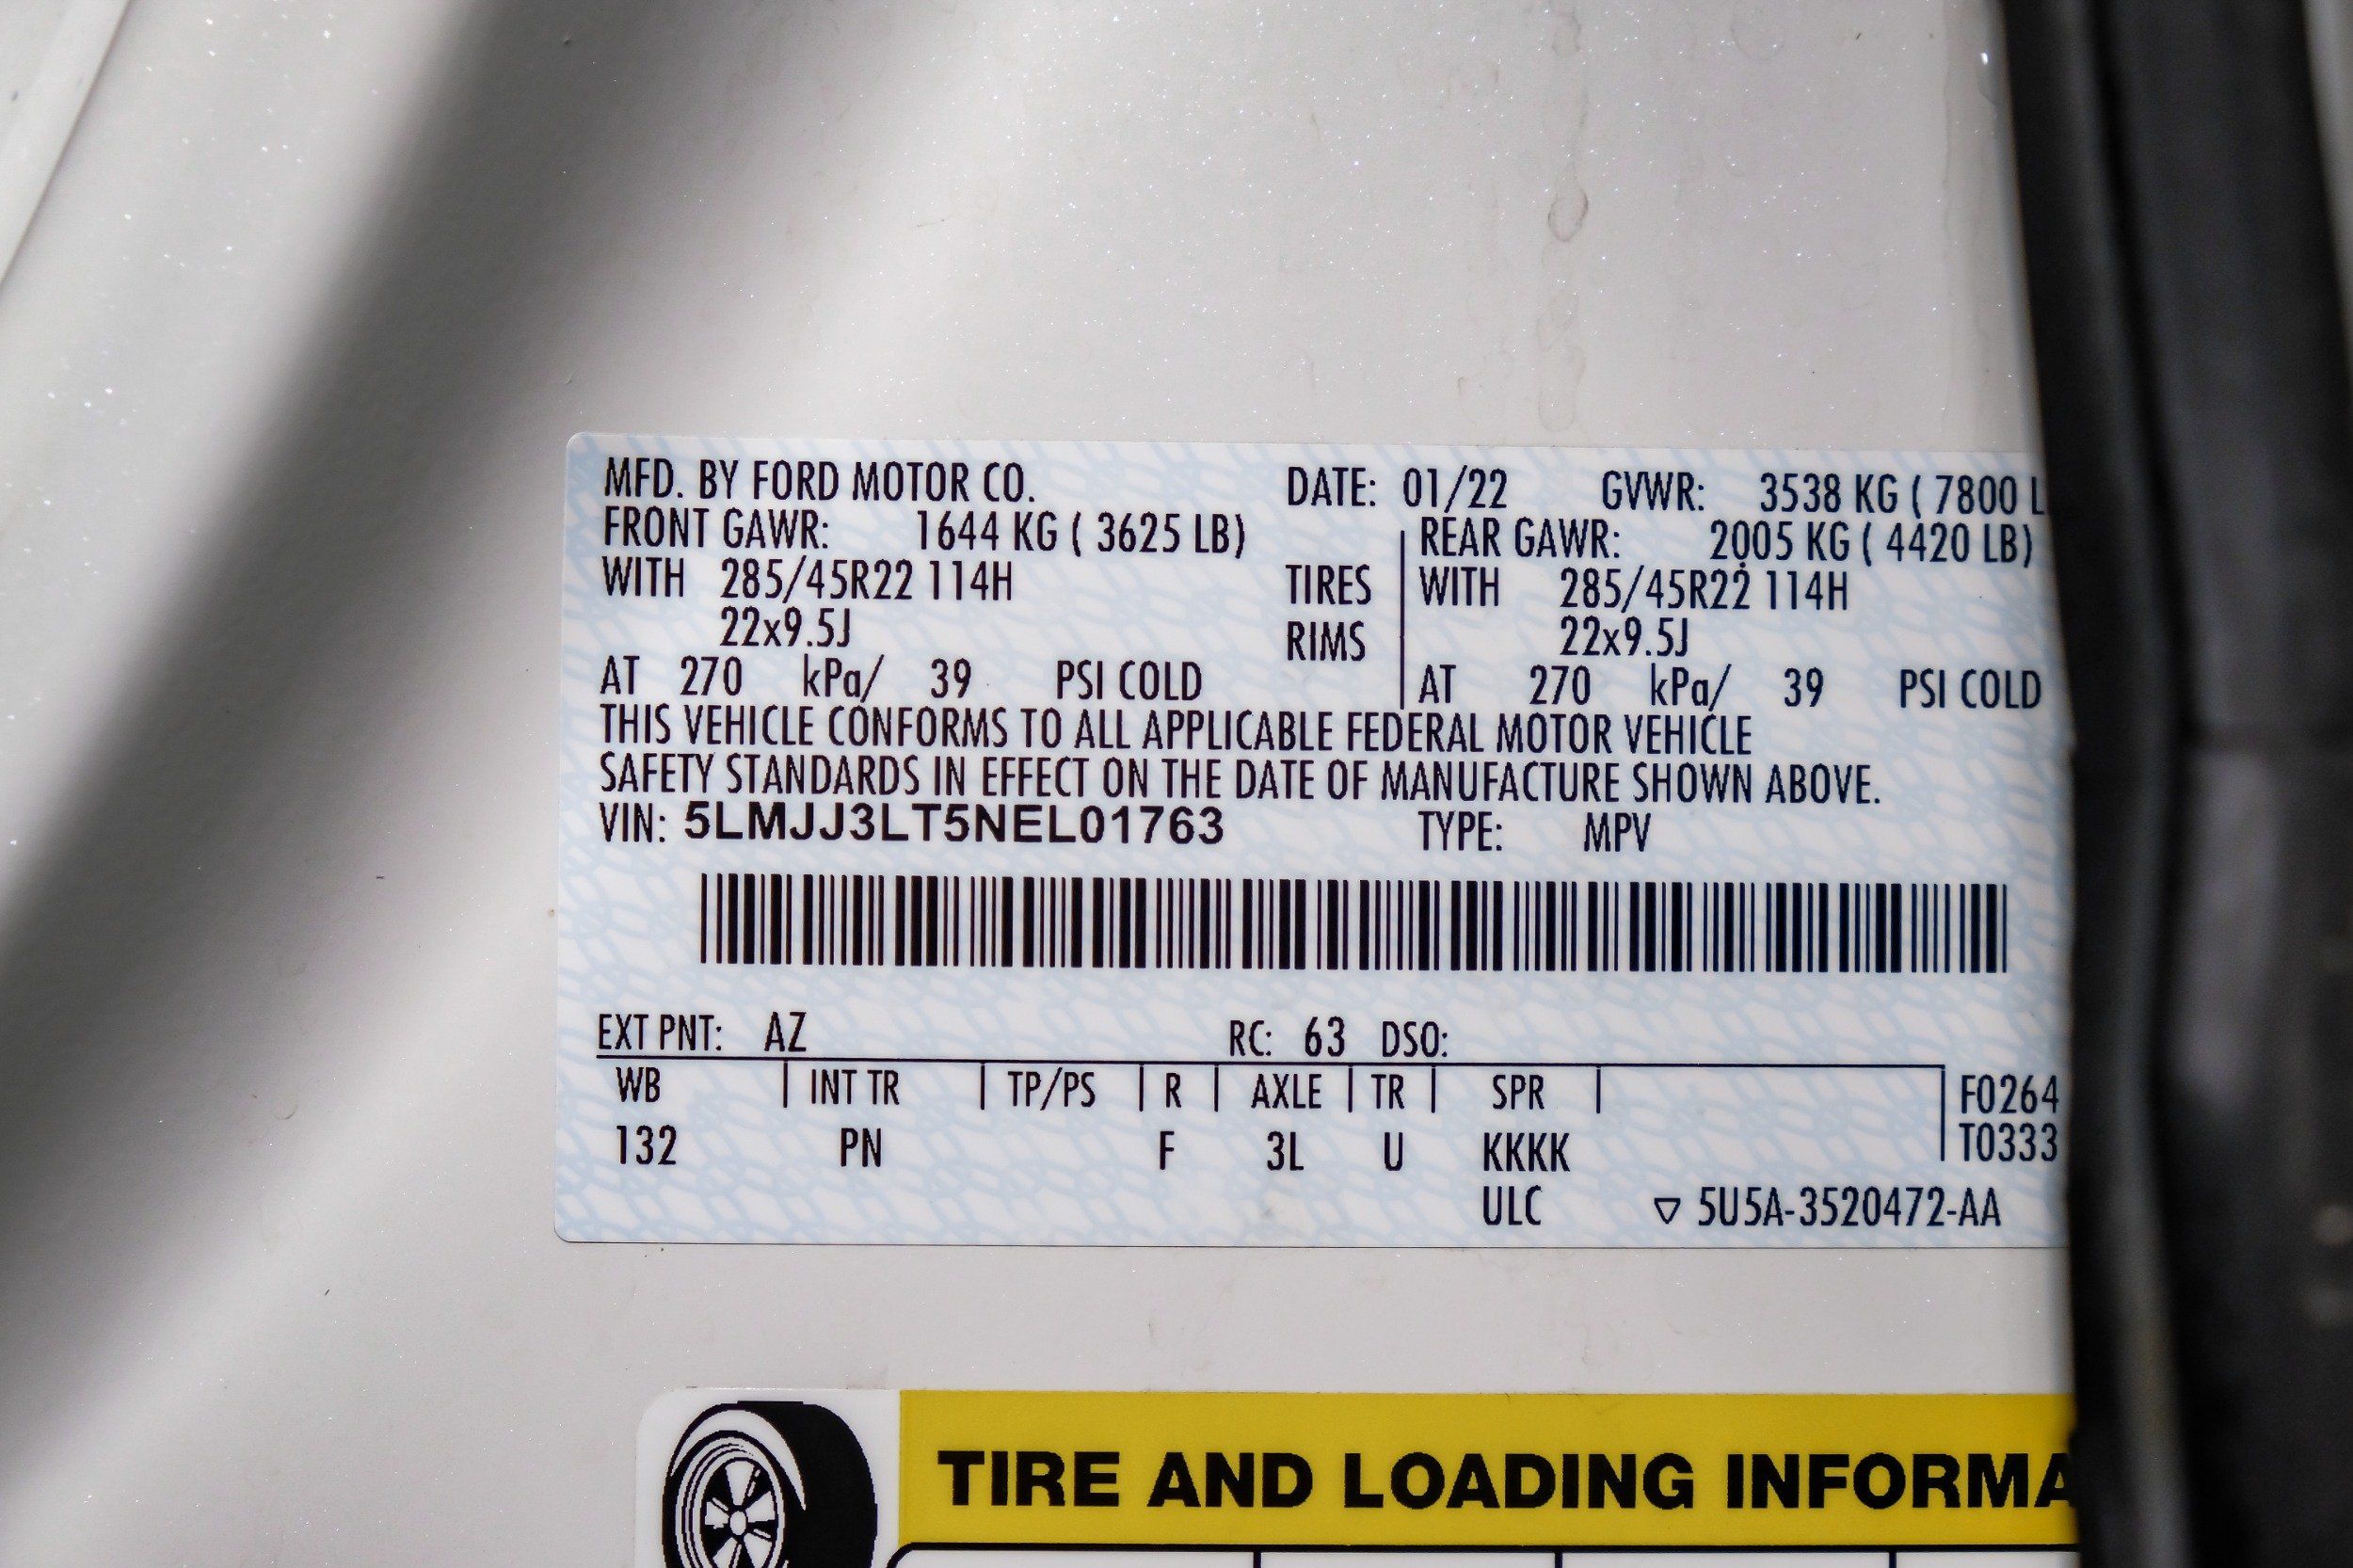 MFD. BY FORD MOTOR CO. DATE: 01/22 GVWR: 3538 KG ( 7800 L
FRONT GAWR: 1644 KG ( 3625 LB) REAR GAWR: 2005 KG ( 4420 LB)
WITH 285/45R22 114H TIRES WITH 285/45R22 114H
22x9.5J RIMS 22x9.5J
AT 270 kPa/ 39 PSI COLD AT 270 kPa/ 39 PSI COLD
THIS VEHICLE CONFORMS TO ALL APPLICABLE FEDERAL MOTOR VEHICLE
SAFETY STANDARDS IN EFFECT ON THE DATE OF MANUFACTURE SHOWN ABOVE.
VIN: 5LMJJ3LT5NEL01763 TYPE: MPV
EXT PNT: AZ RC: 63 DSO:
WB | INT TR | TP/PS | R | AXLE | TR | SPR | F0264
132 PN F 3L U KKKK T0333
ULC ▽ 5U5A-3520472-AA
TIRE AND LOADING INFORMA